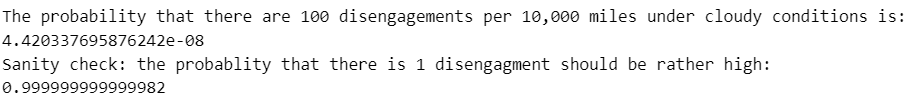 The probability that there are 100 disengagements per 10,000 miles under cloudy conditions is:
4.420337695876242e-08
Sanity check: the probablity that there is 1 disengagment should be rather high:
0.999999999999982